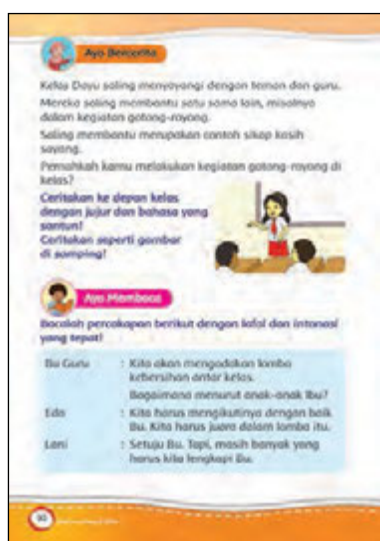 Ayo Bercerita
Kelas Dayu saling menyayangi dengan teman dan guru.
Mereka saling membantu satu sama lain, misalnya
dalam kegiatan gotong-royong.
Saling membantu merupakan contoh sikap kasih
sayang.
Pernahkah kamu melakukan kegiatan gotong-royong di
kelas?
Ceritakan ke depan kelas
dengan jujur dan bahasa yang
santun!
Ceritakan seperti gambar
di samping!
Ayo Membaca
Bacalah percakapan berikut dengan lafal dan intonasi
yang tepat!
Bu Guru : Kita akan mengadakan lomba
kebersihan antar kelas.
Bagaimana menurut anak-anak Ibu?
Edo : Kita harus mengikutinya dengan baik
Bu. Kita harus juara dalam lomba itu.
Lani : Setuju Bu. Tapi, masih banyak yang
harus kita lengkapi Bu.